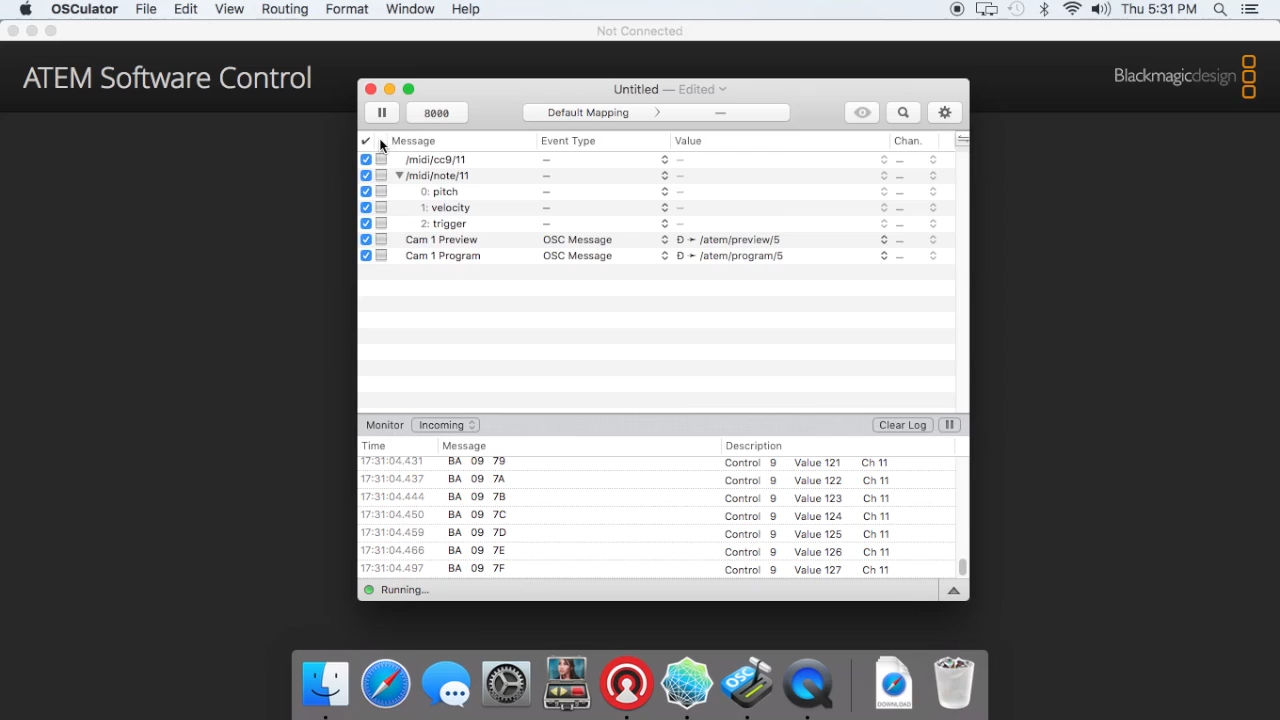 OSCulator File Edit View Routing Format Window Help Thu 5:31 PM
Not Connected
ATEM Software Control
Blackmagicdesign
Untitled — Edited
8000 Default Mapping —
Message Event Type Value Chan.
/midi/cc9/11 – – –
/midi/note/11 – – –
0: pitch – – –
1: velocity – – –
2: trigger – – –
Cam 1 Preview OSC Message Đ ➛ /atem/preview/5 –
Cam 1 Program OSC Message Đ ➛ /atem/program/5 –
Monitor Incoming Clear Log
Time Message Description
17:31:04.431 BA 09 79 Control 9 Value 121 Ch 11
17:31:04.437 BA 09 7A Control 9 Value 122 Ch 11
17:31:04.444 BA 09 7B Control 9 Value 123 Ch 11
17:31:04.450 BA 09 7C Control 9 Value 124 Ch 11
17:31:04.459 BA 09 7D Control 9 Value 125 Ch 11
17:31:04.466 BA 09 7E Control 9 Value 126 Ch 11
17:31:04.497 BA 09 7F Control 9 Value 127 Ch 11
Running...
OSC
DOWNLOAD